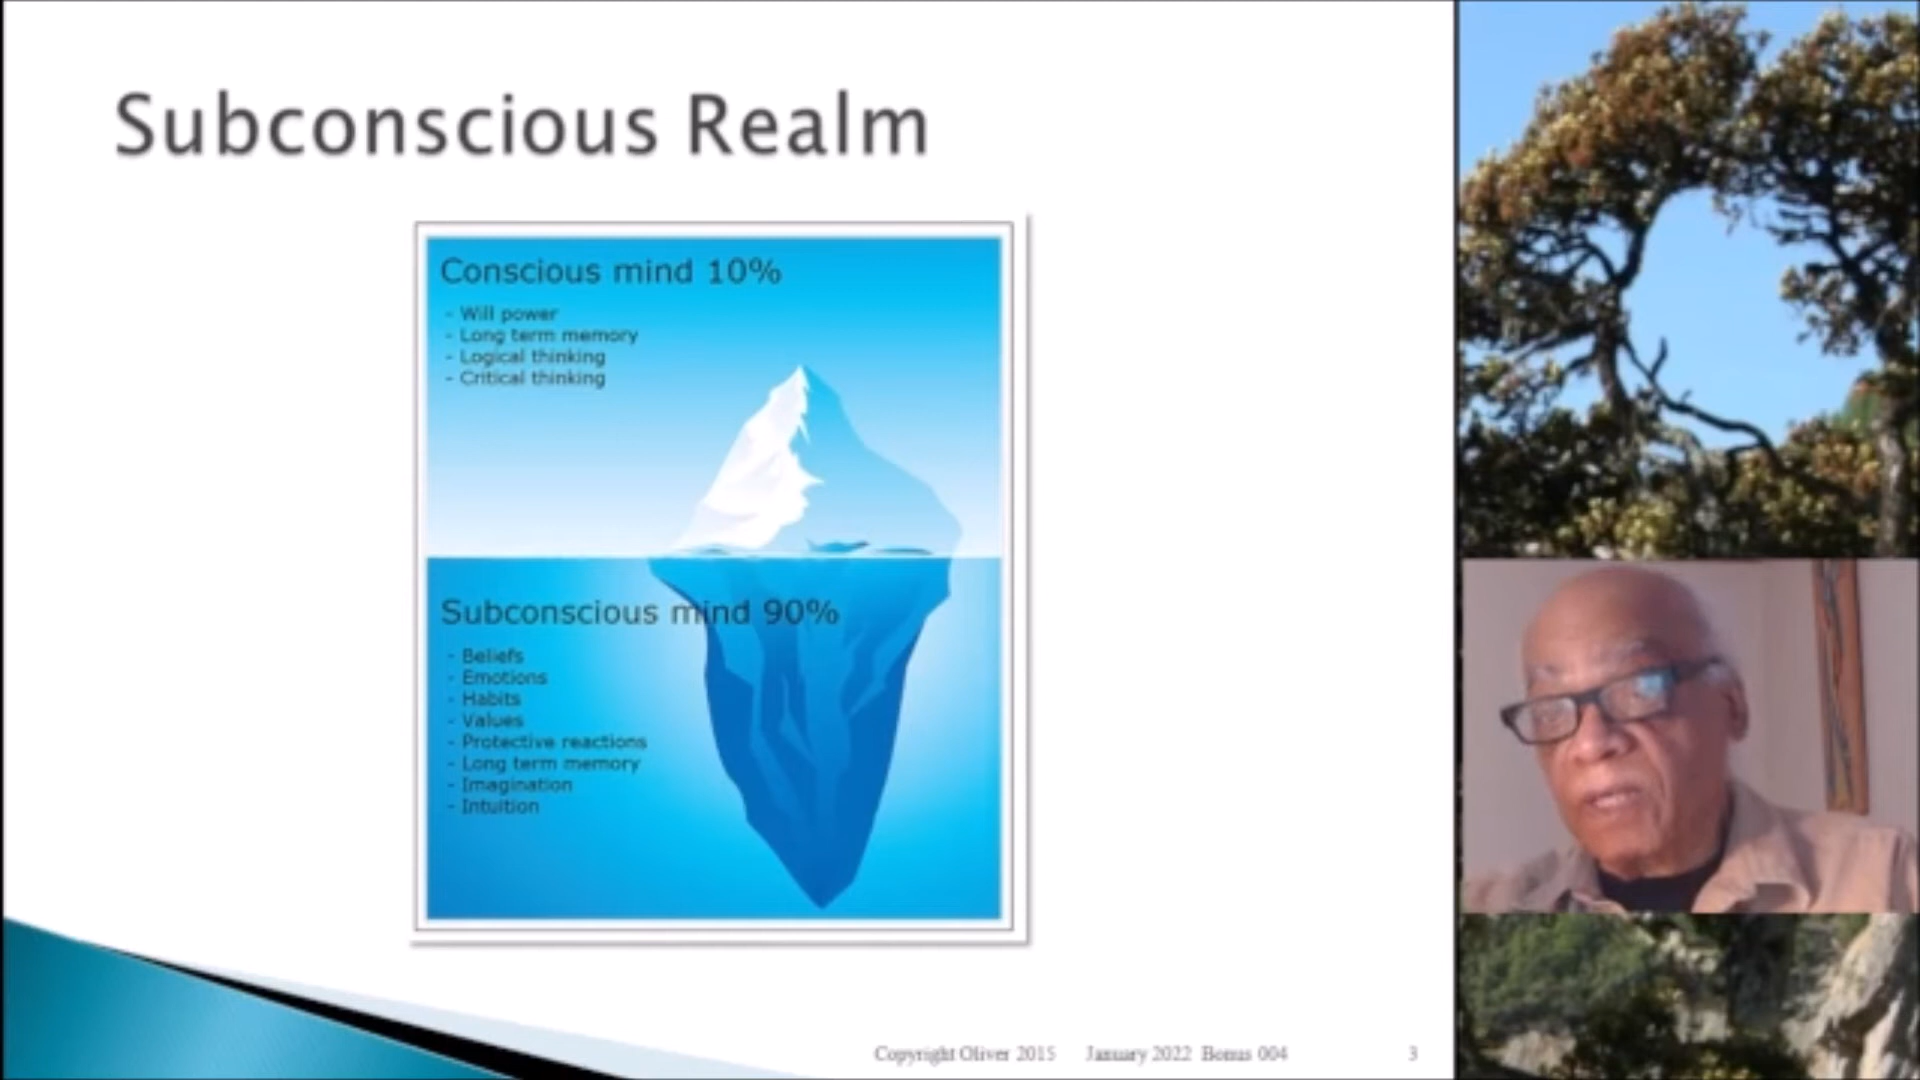 Subconscious Realm
Conscious mind 10%
- Will power
- Long term memory
- Logical thinking
- Critical thinking
Subconscious mind 90%
- Beliefs
- Emotions
- Habits
- Values
- Protective reactions
- Long term memory
- Imagination
- Intuition
Copyright Oliver 2015 January 2022 Bonus 004 3